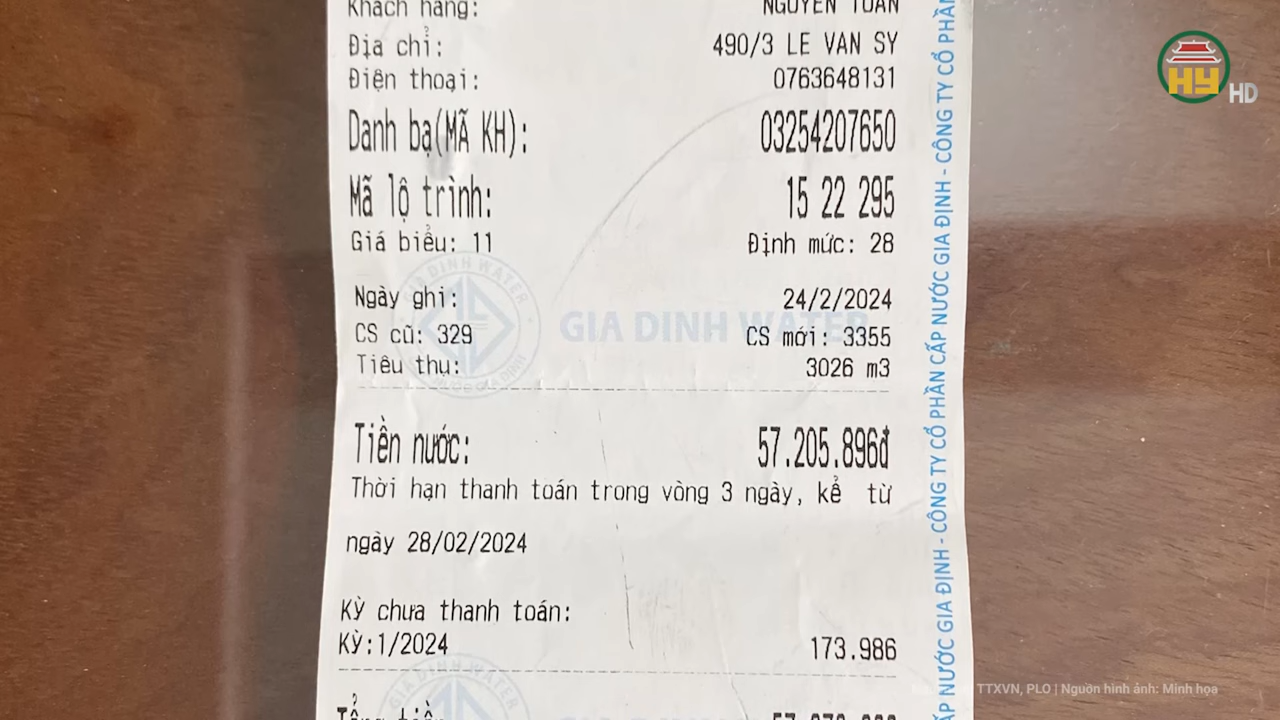 Khách hàng: NGUYEN TUAN
Địa chỉ: 490/3 LE VAN SY
Điện thoại: 0763648131
Danh bạ(MÃ KH): 03254207650
Mã lộ trình: 15 22 295
Giá biểu: 11 Định mức: 28
Ngày ghi: 24/2/2024
CS cũ: 329 CS mới: 3355
Tiêu thụ: 3026 m3
GIA DINH WATER
Tiền nước: 57.205.896đ
Thời hạn thanh toán trong vòng 3 ngày, kể từ
ngày 28/02/2024
Kỳ chưa thanh toán:
Kỳ:1/2024 173.986
Tổng tiền
CẤP NƯỚC GIA ĐỊNH - CÔNG TY CỔ PHẦN CẤP NƯỚC GIA ĐỊNH - CÔNG TY CỔ PHẦN
HY HD
TTXVN, PLO | Nguồn hình ảnh: Minh họa